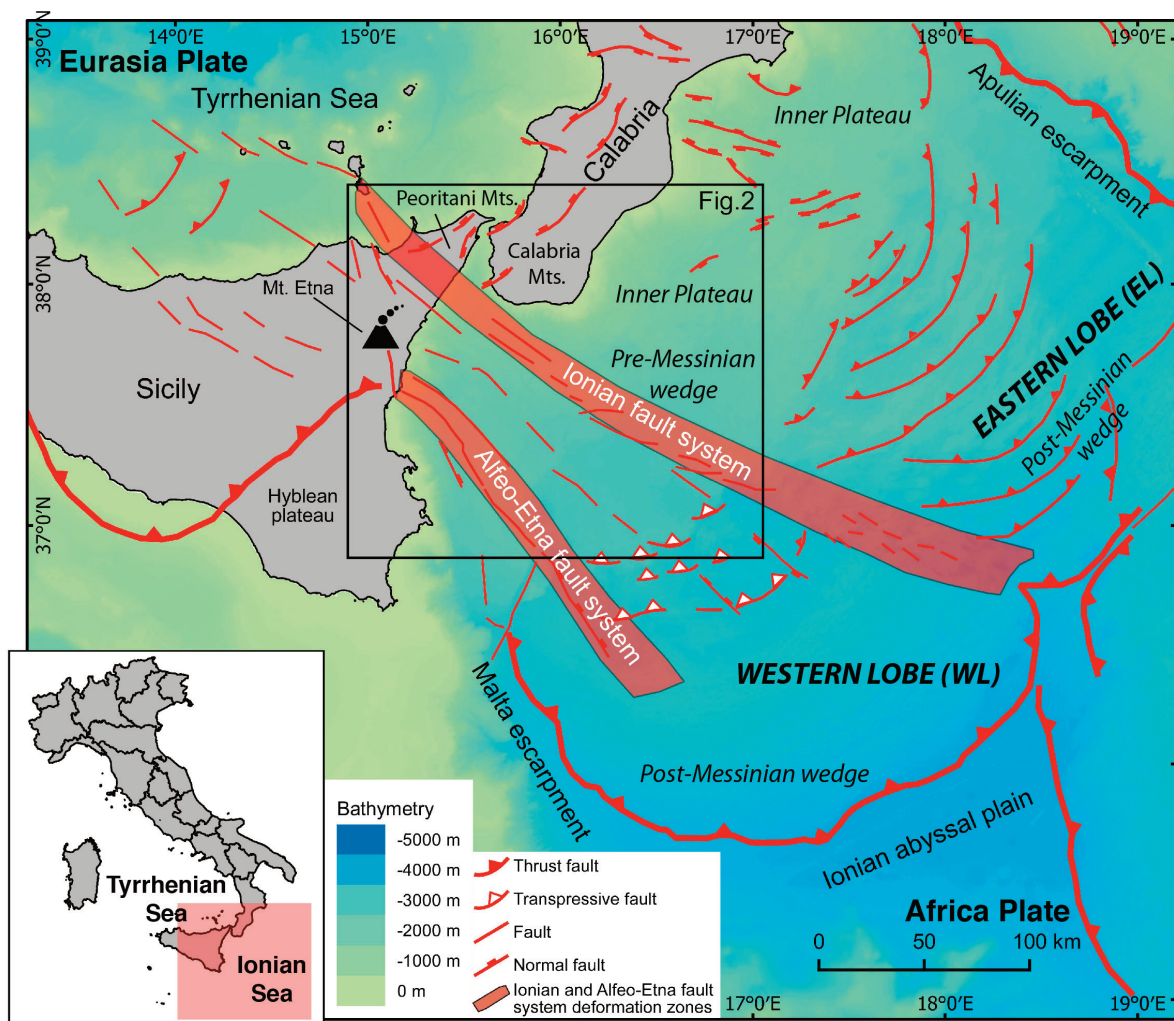 14°0'E
15°0'E
16°0'E
17°0'E
18°0'E
19°0'E
39°0'N
Eurasia Plate
Tyrrhenian Sea
Calabria
Inner Plateau
Apulian escarpment
Peoritani Mts.
Fig.2
Calabria
Mts.
38°0'N
Mt. Etna
Inner Plateau
EASTERN LOBE (EL)
Pre-Messinian
wedge
Sicily
Ionian fault system
Post-Messinian
wedge
Alfeo-Etna fault system
Hyblean
plateau
37°0'N
WESTERN LOBE (WL)
Malta escarpment
Post-Messinian wedge
Ionian abyssal plain
Africa Plate
0 50 100 km
17°0'E
18°0'E
19°0'E
Tyrrhenian
Sea
Ionian
Sea
Bathymetry
-5000 m
-4000 m
-3000 m
-2000 m
-1000 m
0 m
Thrust fault
Transpressive fault
Fault
Normal fault
Ionian and Alfeo-Etna fault
system deformation zones